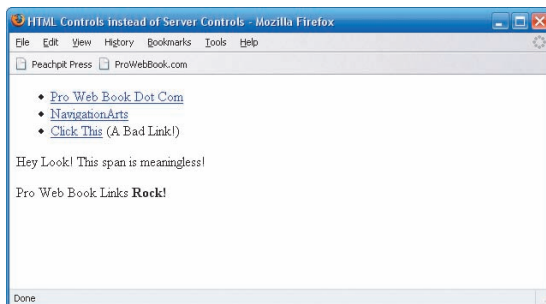 HTML Controls instead of Server Controls - Mozilla Firefox
File Edit View History Bookmarks Tools Help
Peachpit Press ProWebBook.com
• Pro Web Book Dot Com
• NavigationArts
• Click This (A Bad Link!)
Hey Look! This span is meaningless!
Pro Web Book Links Rock!
Done